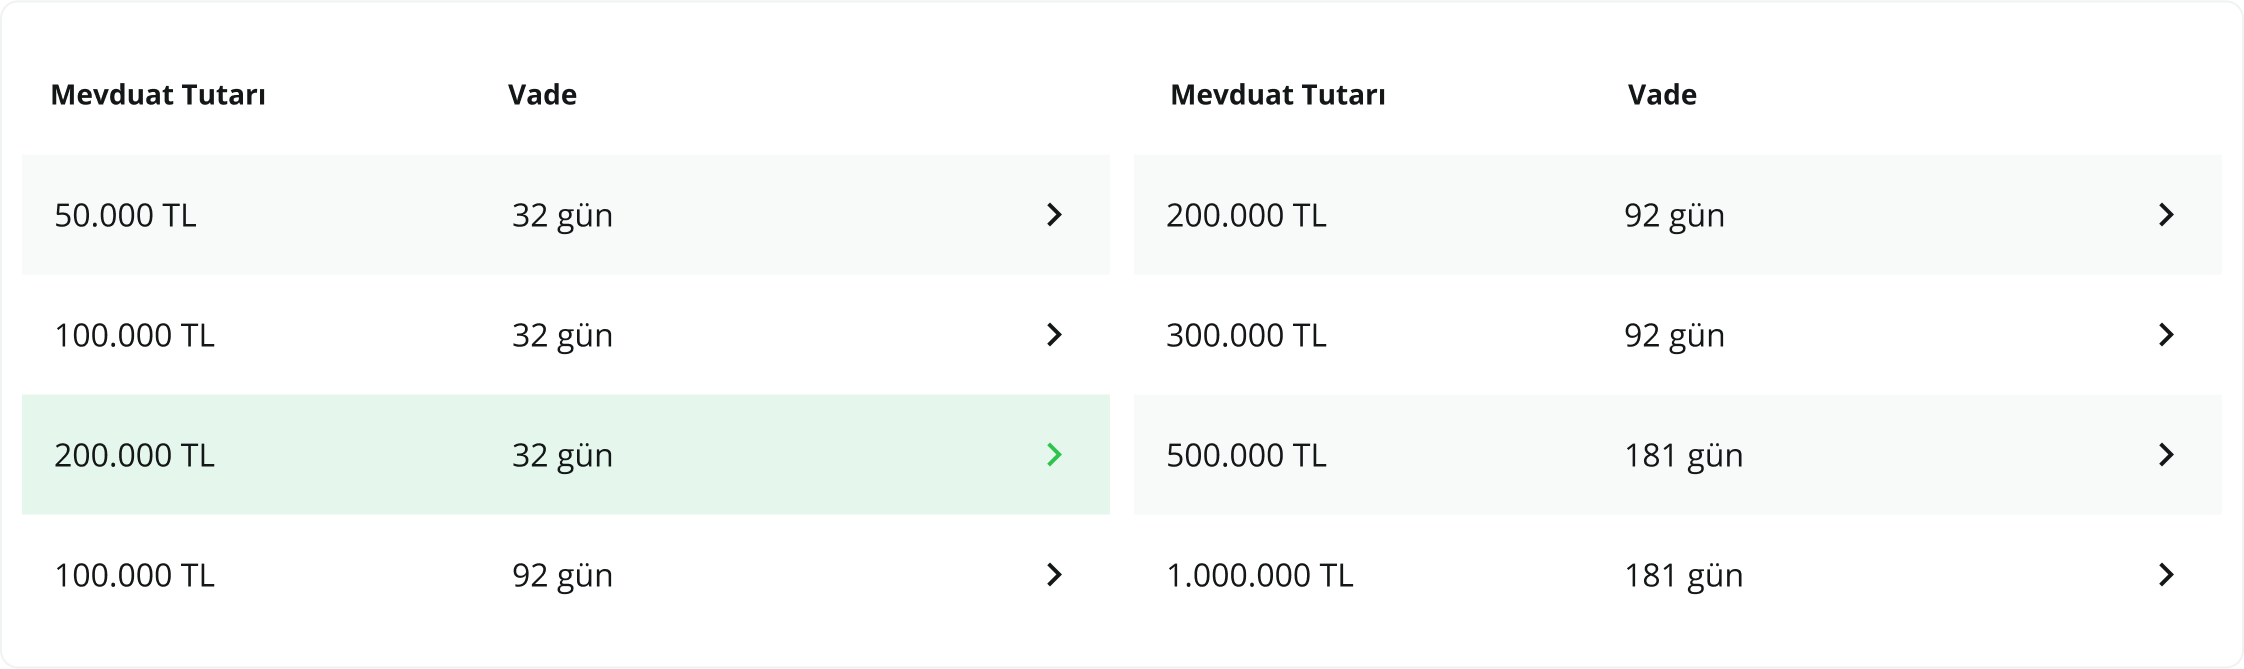 Mevduat Tutarı Vade
50.000 TL 32 gün
100.000 TL 32 gün
200.000 TL 32 gün
100.000 TL 92 gün
Mevduat Tutarı Vade
200.000 TL 92 gün
300.000 TL 92 gün
500.000 TL 181 gün
1.000.000 TL 181 gün